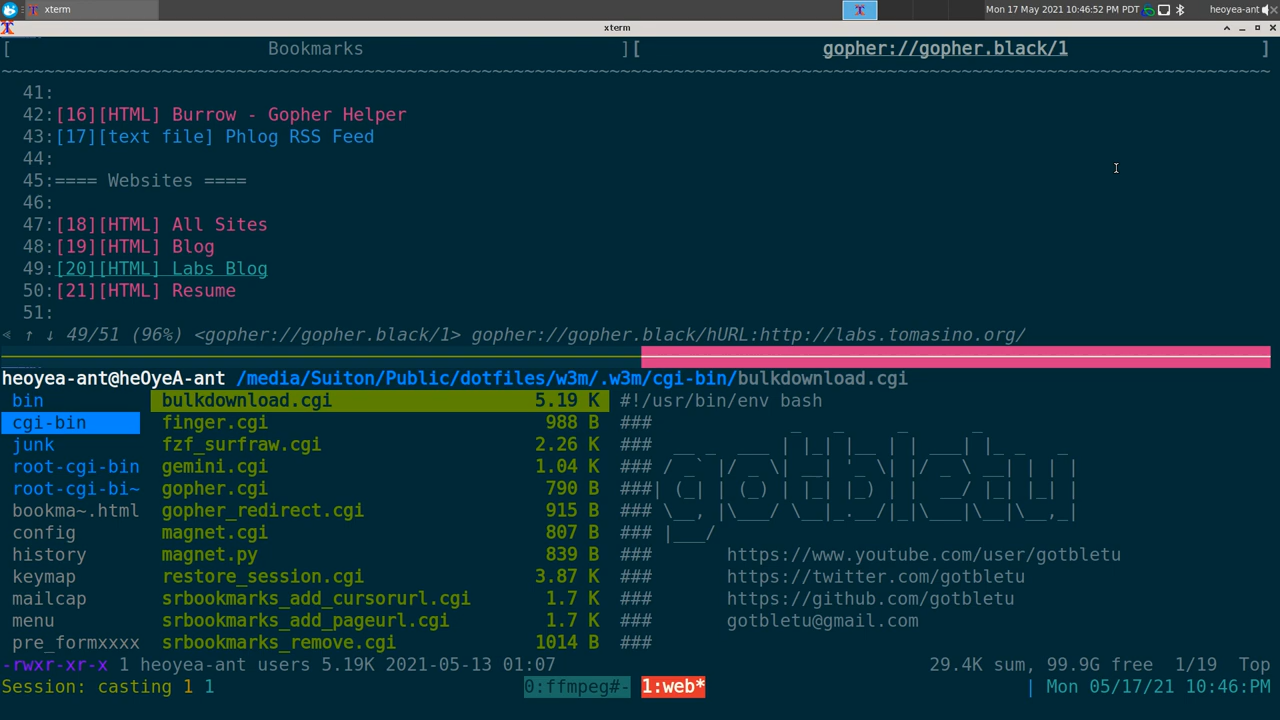 xterm
Mon 17 May 2021 10:46:52 PM PDT
heoyea-ant
xterm
[ Bookmarks ][ gopher://gopher.black/1 ]
~~~~~~~~~~~~~~~~~~~~~~~~~~~~~~~~~~~~~~~~~~~~~~~~~~~~~~~~~~~~~~~~~~~~~~~~~~~~~~~~~~~~~~~~~~~~~~~~~~~~~~~~~~~~~~~~~~~~~~~
41:
42:[16][HTML] Burrow - Gopher Helper
43:[17][text file] Phlog RSS Feed
44:
45:==== Websites ====
46:
47:[18][HTML] All Sites
48:[19][HTML] Blog
49:[20][HTML] Labs Blog
50:[21][HTML] Resume
51:
⋞ ↑ ↓ 49/51 (96%) <gopher://gopher.black/1> gopher://gopher.black/hURL:http://labs.tomasino.org/
heoyea-ant@heOyeA-ant /media/Suiton/Public/dotfiles/w3m/.w3m/cgi-bin/bulkdownload.cgi
bin bulkdownload.cgi 5.19 K #!/usr/bin/env bash
cgi-bin finger.cgi 988 B ###
junk fzf_surfraw.cgi 2.26 K ###
root-cgi-bin gemini.cgi 1.04 K ###
root-cgi-bi~ gopher.cgi 790 B ### gotbletu
bookma~.html gopher_redirect.cgi 915 B ###
config magnet.cgi 807 B ###
history magnet.py 839 B ### https://www.youtube.com/user/gotbletu
keymap restore_session.cgi 3.87 K ### https://twitter.com/gotbletu
mailcap srbookmarks_add_cursorurl.cgi 1.7 K ### https://github.com/gotbletu
menu srbookmarks_add_pageurl.cgi 1.7 K ### gotbletu@gmail.com
pre_formxxxx srbookmarks_remove.cgi 1014 B ###
-rwxr-xr-x 1 heoyea-ant users 5.19K 2021-05-13 01:07 29.4K sum, 99.9G free 1/19 Top
Session: casting 1 1 0:ffmpeg#- 1:web* | Mon 05/17/21 10:46PM